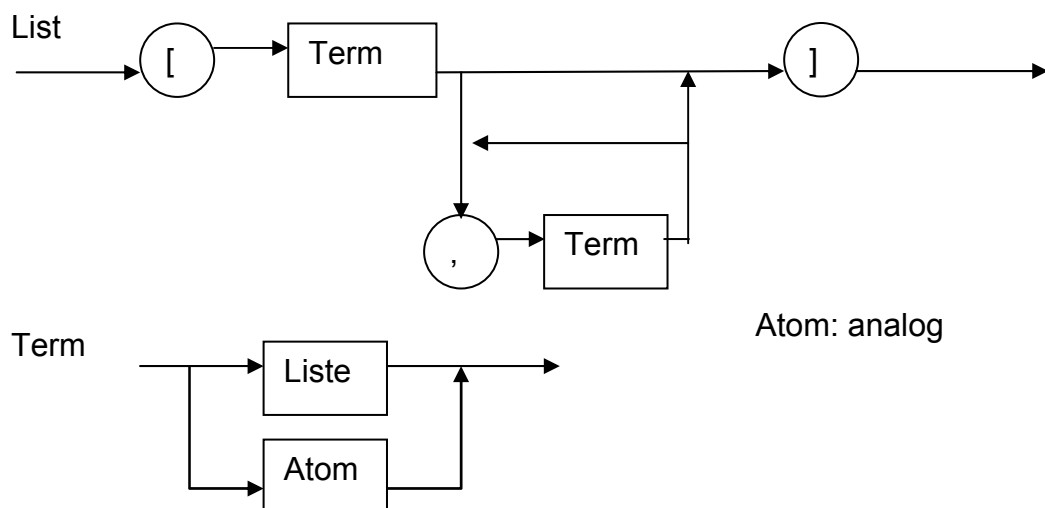 List
[ Term ]
, Term
Atom: analog
Term
Liste
Atom